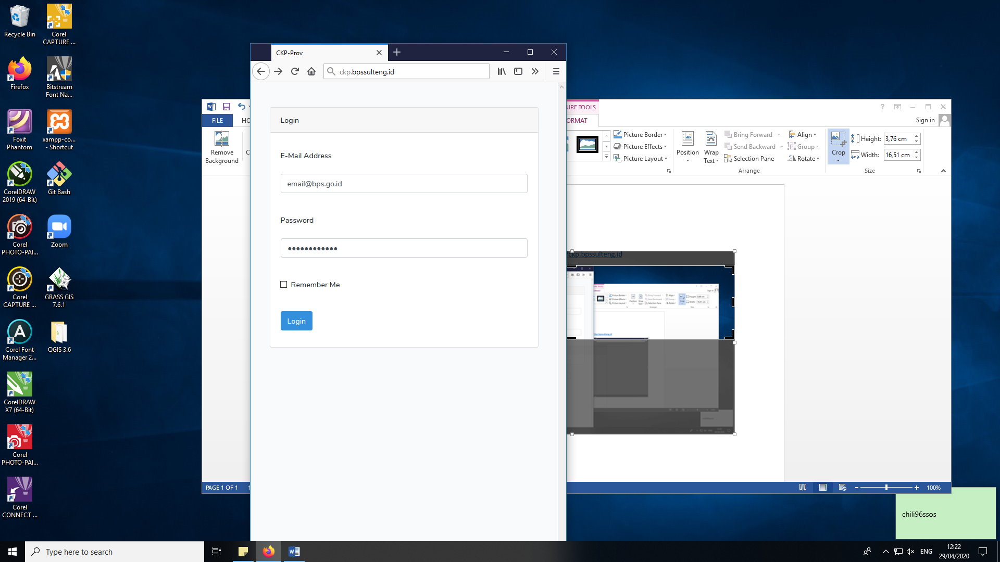 Recycle Bin
Corel
CAPTURE ...
Firefox
Bitstream
Font Na...
Foxit
Phantom
xampp-co...
- Shortcut
CorelDRAW
2019 (64-Bit)
Git Bash
Corel
PHOTO-PAI...
Zoom
Corel
CAPTURE ...
GRASS GIS
7.6.1
Corel Font
Manager 2...
QGIS 3.6
CorelDRAW
X7 (64-Bit)
Corel
PHOTO-PAI...
Corel
CONNECT ...
CKP-Prov
ckp.bpssulteng.id
Login
E-Mail Address
email@bps.go.id
Password
Remember Me
Login
URE TOOLS
FILE
HO
ORMAT
Sign in
Remove
Background
C
Picture Border
Picture Effects
Picture Layout
Position
Wrap
Text
Bring Forward
Send Backward
Selection Pane
Align
Group
Rotate
Arrange
Crop
Height: 3,76 cm
Width: 16,51 cm
Size
/ckp.bpssulteng.id
PAGE 1 OF 1
100%
chili96ssos
Type here to search
ENG
12:22
29/04/2020